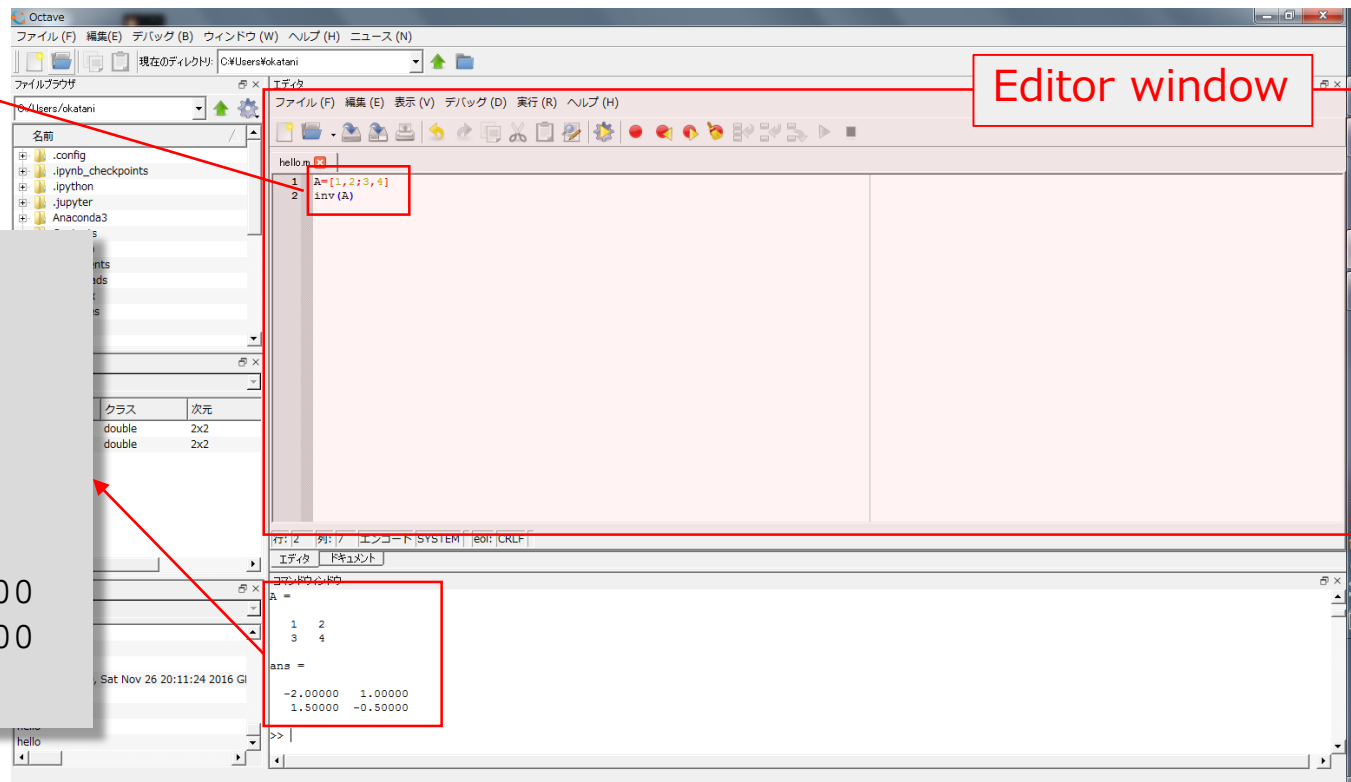 Octave
ファイル (F) 編集(E) デバッグ (B) ウィンドウ (W) ヘルプ (H) ニュース (N)
現在のディレクトリ: C:¥Users¥okatani
ファイルブラウザ
C:/Users/okatani
名前
.config
.ipynb_checkpoints
.ipython
.jupyter
Anaconda3
クラス 次元
double 2x2
double 2x2
, Sat Nov 26 20:11:24 2016 G
hello
hello
00
00
エディタ
Editor window
ファイル (F) 編集 (E) 表示 (V) デバッグ (D) 実行 (R) ヘルプ (H)
hello.m
1 A=[1,2;3,4]
2 inv(A)
行: 2 列: 7 エンコード SYSTEM eol: CRLF
エディタ ドキュメント
コマンドウィンドウ
A =
1 2
3 4
ans =
-2.00000 1.00000
1.50000 -0.50000
>>